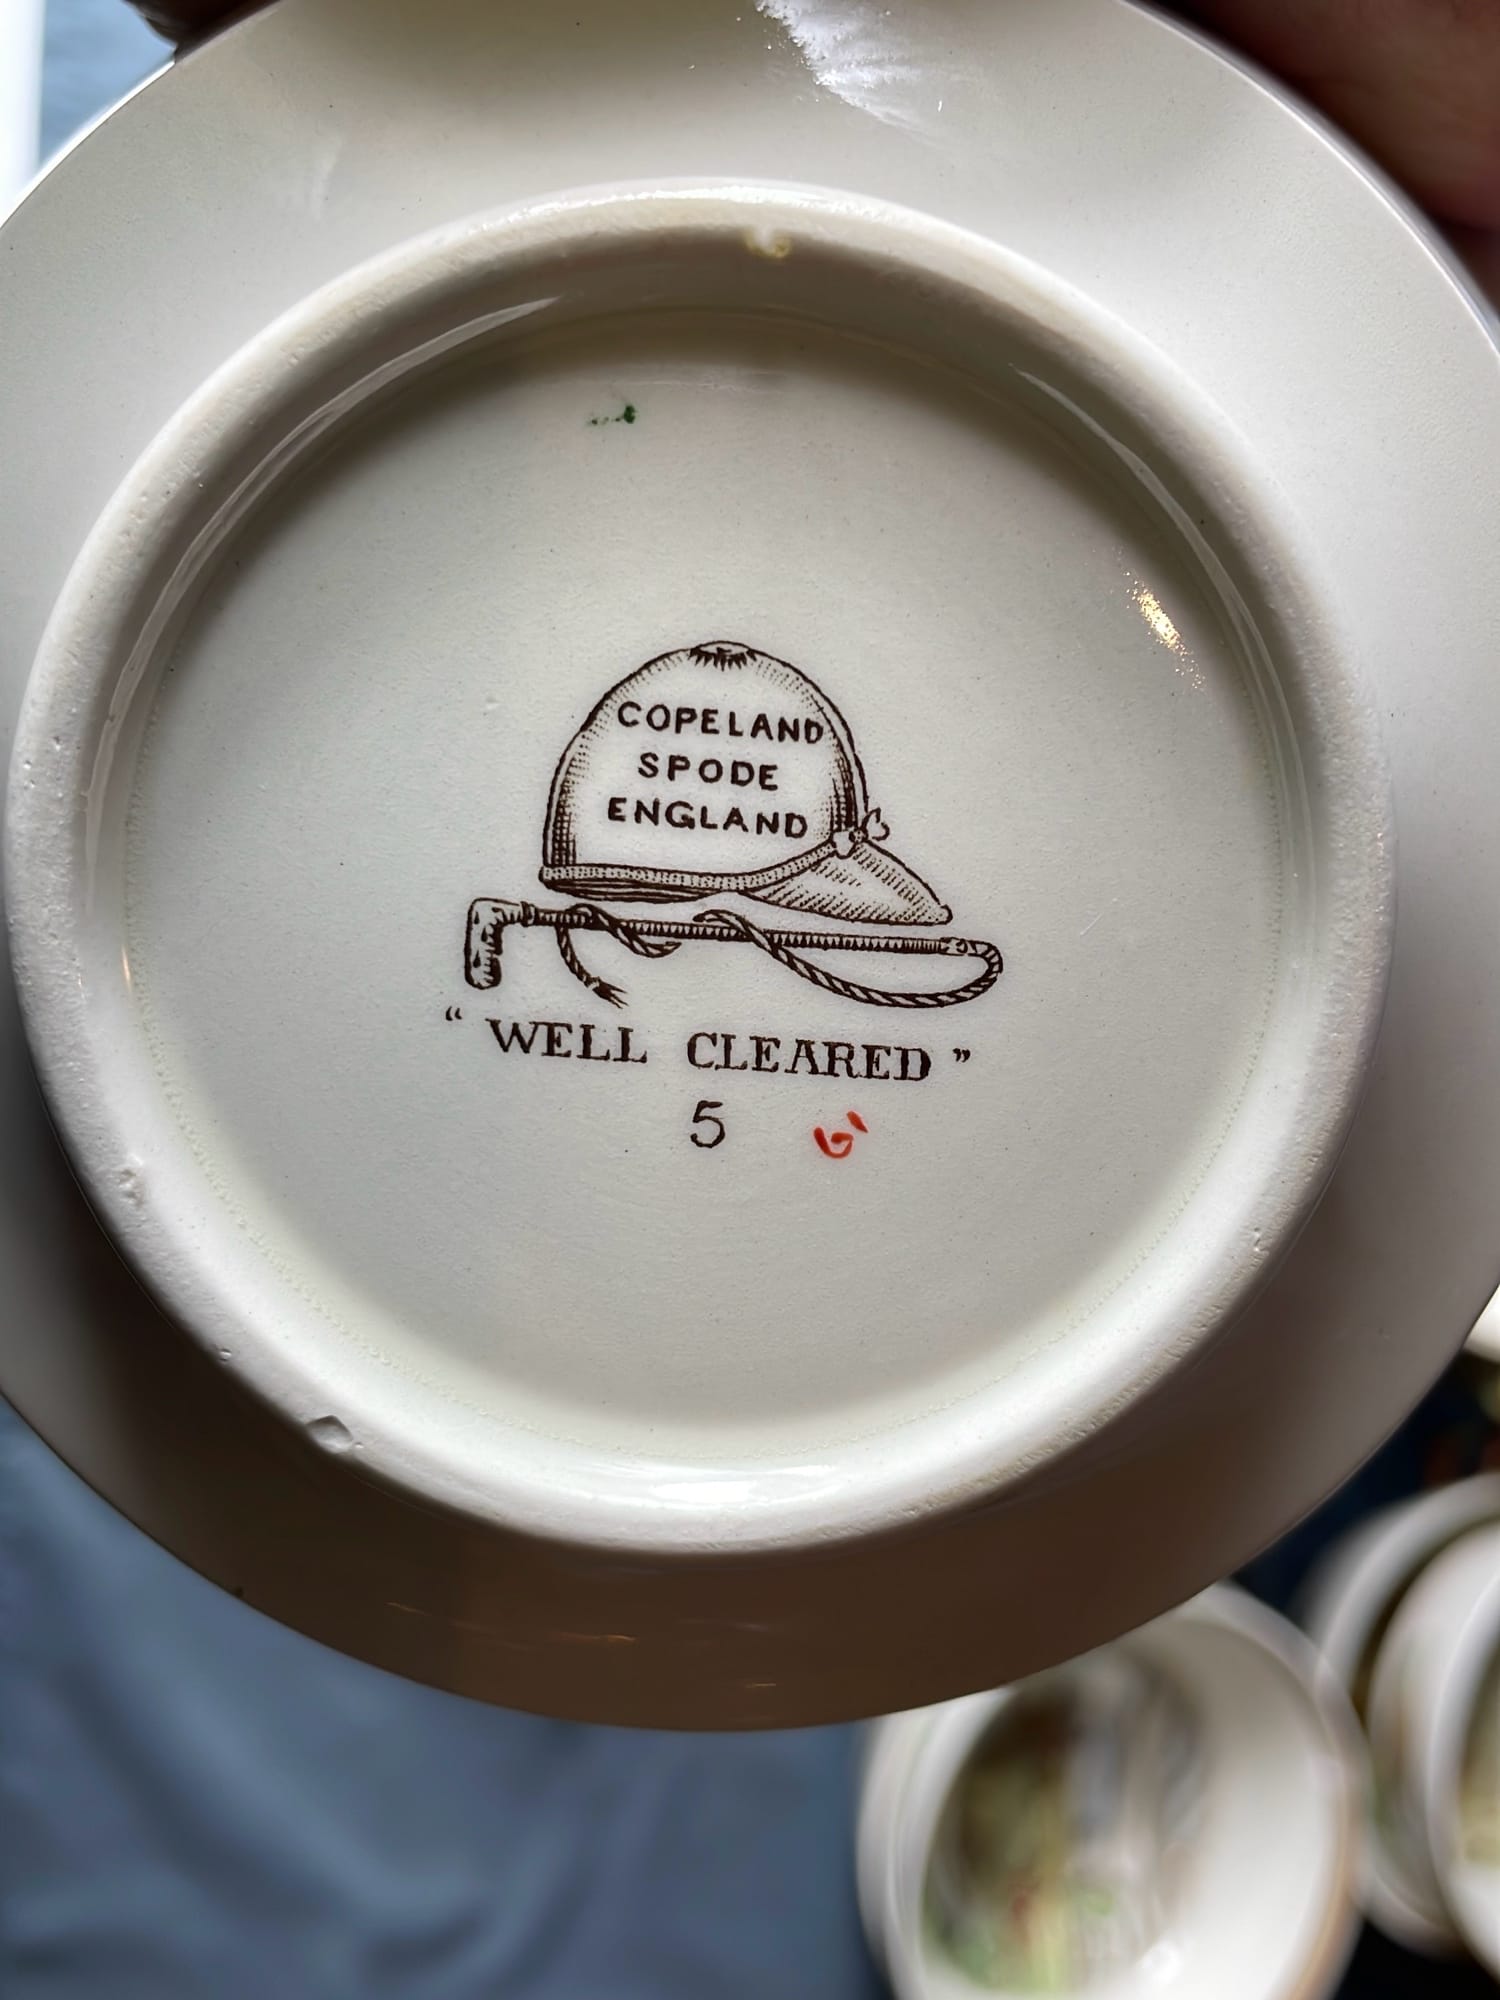 COPELAND
SPODE
ENGLAND
“ WELL CLEARED ”
5